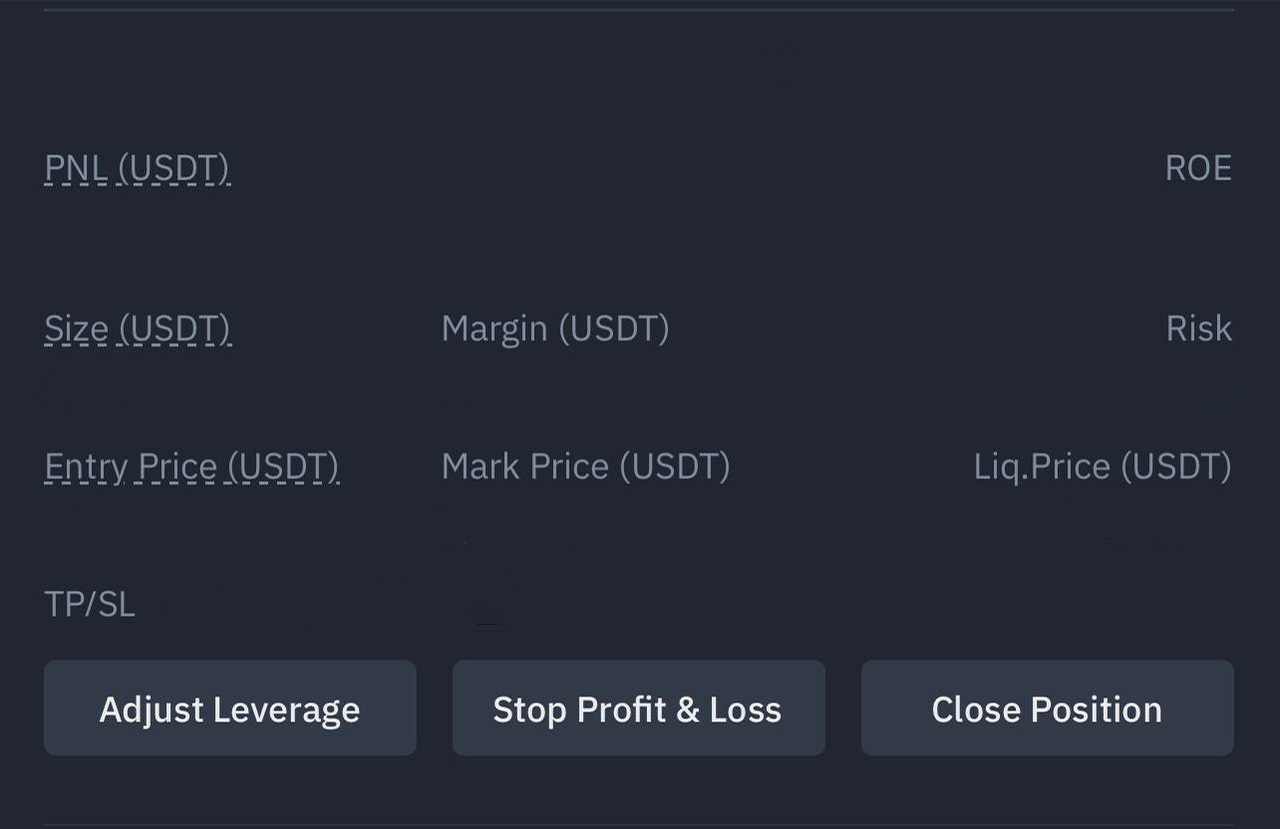 PNL (USDT) ROE
Size (USDT) Margin (USDT) Risk
Entry Price (USDT) Mark Price (USDT) Liq.Price (USDT)
TP/SL
Adjust Leverage Stop Profit & Loss Close Position